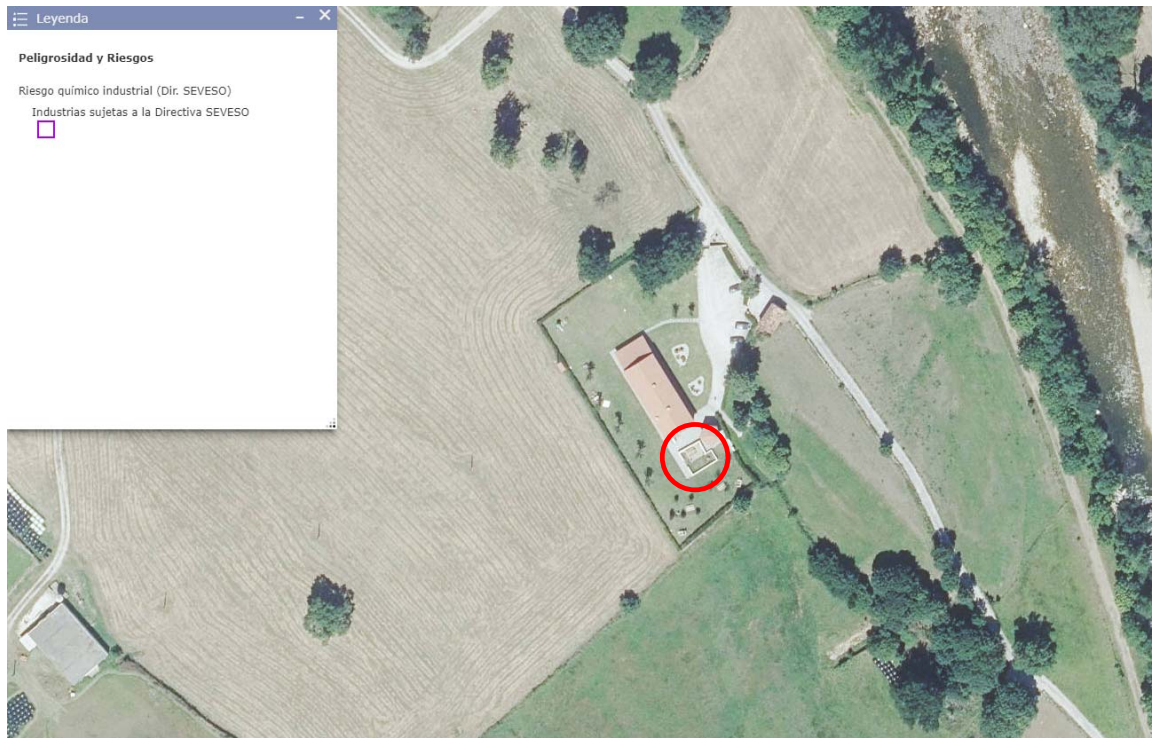 Leyenda
Peligrosidad y Riesgos
Riesgo químico industrial (Dir. SEVESO)
Industrias sujetas a la Directiva SEVESO